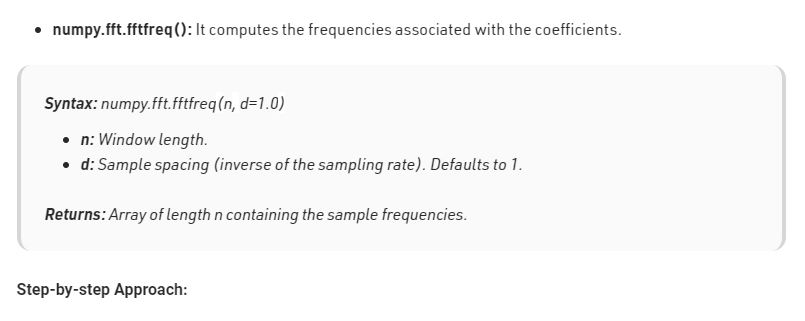 • numpy.fft.fftfreq(): It computes the frequencies associated with the coefficients.
Syntax: numpy.fft.fftfreq(n, d=1.0)
• n: Window length.
• d: Sample spacing (inverse of the sampling rate). Defaults to 1.
Returns: Array of length n containing the sample frequencies.
Step-by-step Approach: